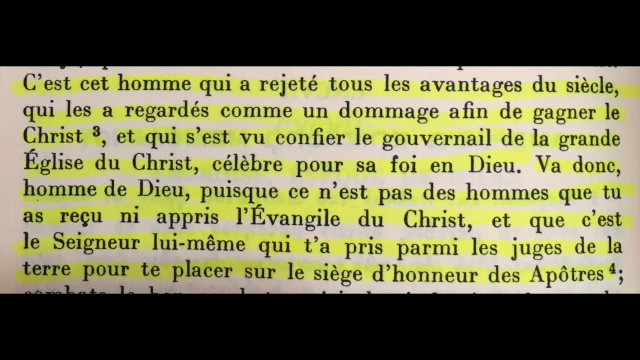 C'est cet homme qui a rejeté tous les avantages du siècle,
qui les a regardés comme un dommage afin de gagner le
Christ ³, et qui s'est vu confier le gouvernail de la grande
Église du Christ, célèbre pour sa foi en Dieu. Va donc,
homme de Dieu, puisque ce n'est pas des hommes que tu
as reçu ni appris l'Évangile du Christ, et que c'est
le Seigneur lui-même qui t'a pris parmi les juges de la
terre pour te placer sur le siège d'honneur des Apôtres ⁴ ;